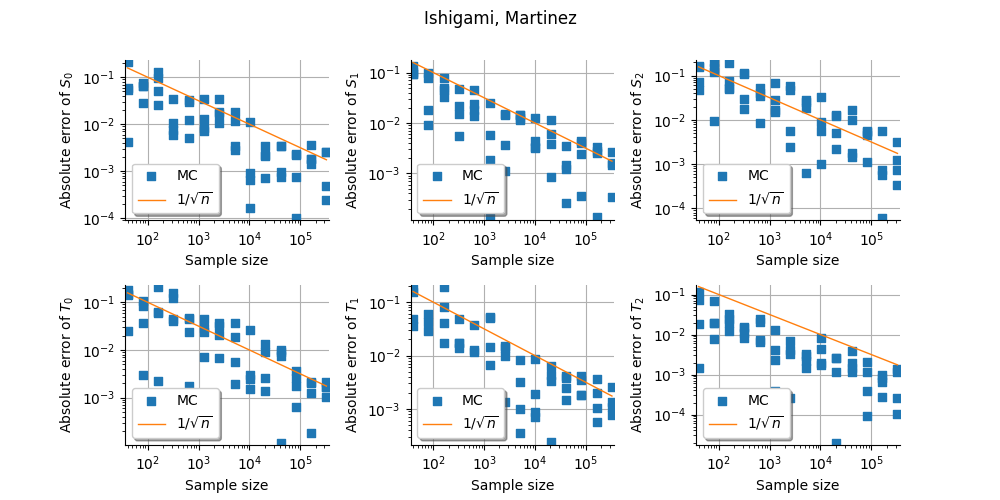 Ishigami, Martinez
Absolute error of S₀
10⁻¹
10⁻²
10⁻³
10⁻⁴
MC
1/√n
10² 10³ 10⁴ 10⁵
Sample size
Absolute error of S₁
10⁻¹
10⁻²
10⁻³
MC
1/√n
10² 10³ 10⁴ 10⁵
Sample size
Absolute error of S₂
10⁻¹
10⁻²
10⁻³
10⁻⁴
MC
1/√n
10² 10³ 10⁴ 10⁵
Sample size
Absolute error of T₀
10⁻¹
10⁻²
10⁻³
MC
1/√n
10² 10³ 10⁴ 10⁵
Sample size
Absolute error of T₁
10⁻¹
10⁻²
10⁻³
MC
1/√n
10² 10³ 10⁴ 10⁵
Sample size
Absolute error of T₂
10⁻¹
10⁻²
10⁻³
10⁻⁴
MC
1/√n
10² 10³ 10⁴ 10⁵
Sample size